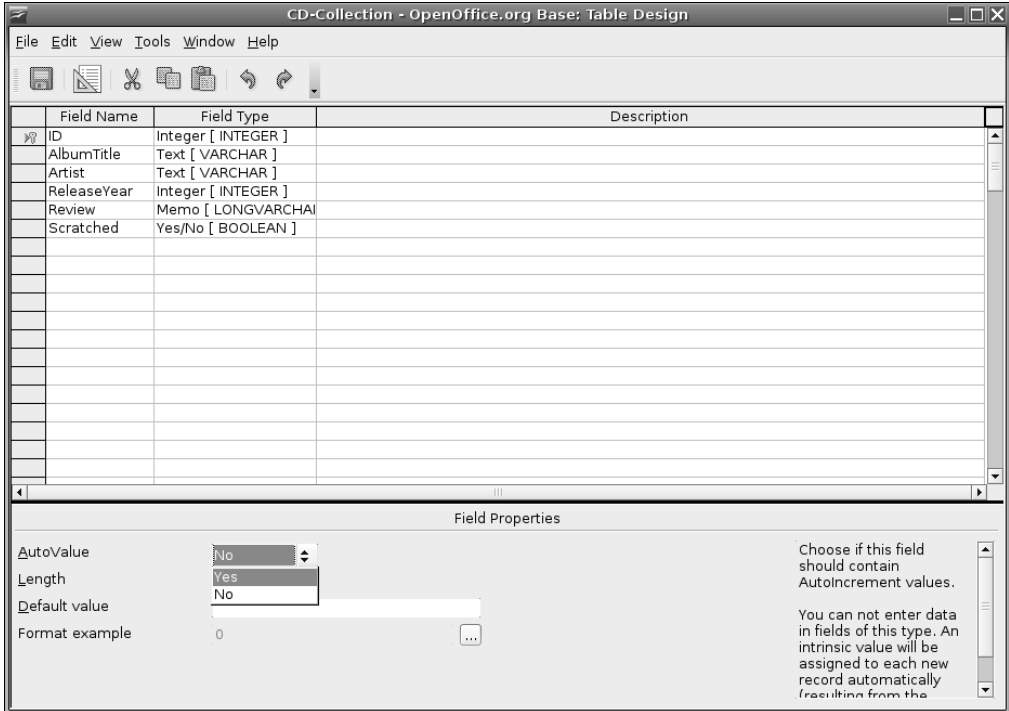 CD-Collection - OpenOffice.org Base: Table Design
File Edit View Tools Window Help
Field Name Field Type Description
ID Integer [ INTEGER ]
AlbumTitle Text [ VARCHAR ]
Artist Text [ VARCHAR ]
ReleaseYear Integer [ INTEGER ]
Review Memo [ LONGVARCHAI
Scratched Yes/No [ BOOLEAN ]
Field Properties
AutoValue No
Yes
No
Length
Default value
Format example 0 ...
Choose if this field
should contain
AutoIncrement values.
You can not enter data
in fields of this type. An
intrinsic value will be
assigned to each new
record automatically
(resulting from the